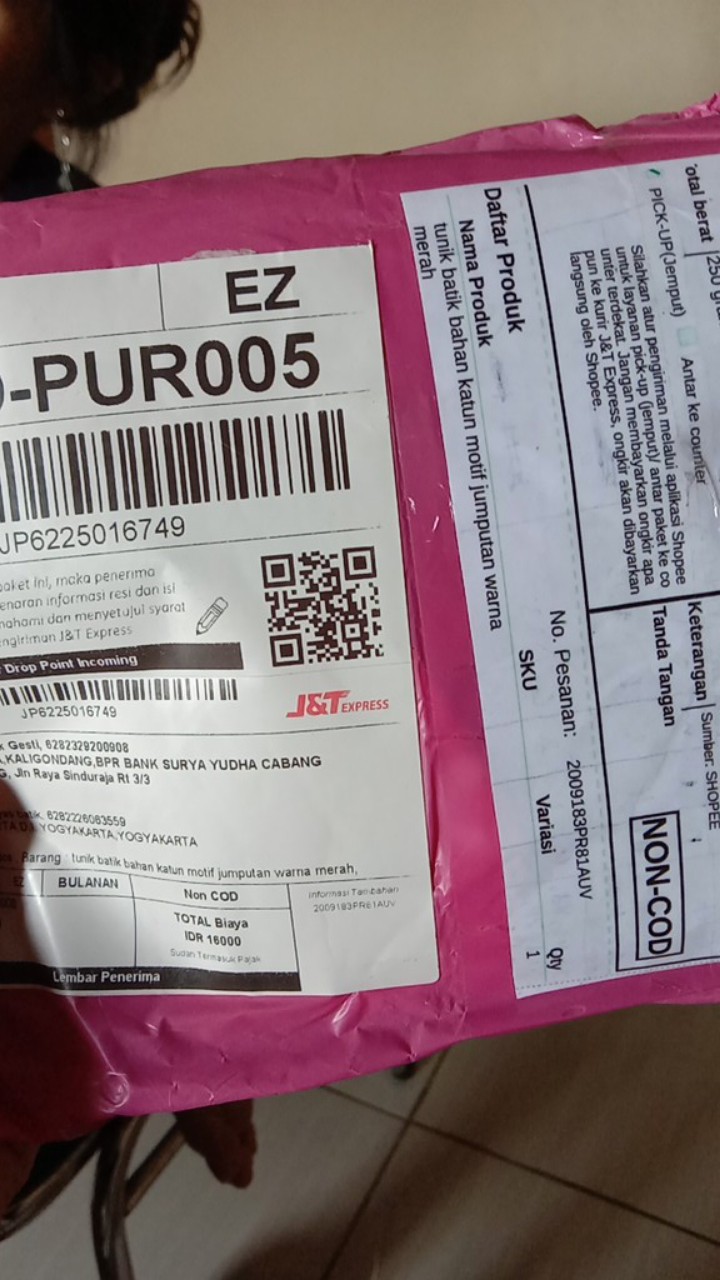 EZ
-PUR005
JP6225016749
paket ini, maka penerima
enaran informasi resi dan isi
ahami dan menyetujui syarat
engiriman J&T Express
Drop Point Incoming
JP6225016749
J&T EXPRESS
Gesti, 6282329200908
KALIGONDANG,BPR BANK SURYA YUDHA CABANG
Jln Raya Sinduraja Rt 3/3
batik, 6282226083559
YOGYAKARTA,YOGYAKARTA
Barang : tunik batik bahan katun motif jumputan warna merah,
EZ
BULANAN
Non COD
TOTAL Biaya
IDR 16000
Sudah Termasuk Pajak
Informasi Tambahan
2009183PR81AUV
Lembar Penerima
otal berat
250
PICK-UP(Jemput)
Antar ke counter
Silahkan atur pengiriman melalui aplikasi Shopee
untuk layanan pick-up (jemput)/ antar paket ke co
unter terdekat. Jangan membayarkan ongkir apa
pun ke kurir J&T Express, ongkir akan dibayarkan
langsung oleh Shopee.
Keterangan
Sumber: SHOPEE
Tanda Tangan
NON-COD
Daftar Produk
No. Pesanan: 2009183PR81AUV
Nama Produk
SKU
Variasi
Qty
tunik batik bahan katun motif jumputan warna
merah
1